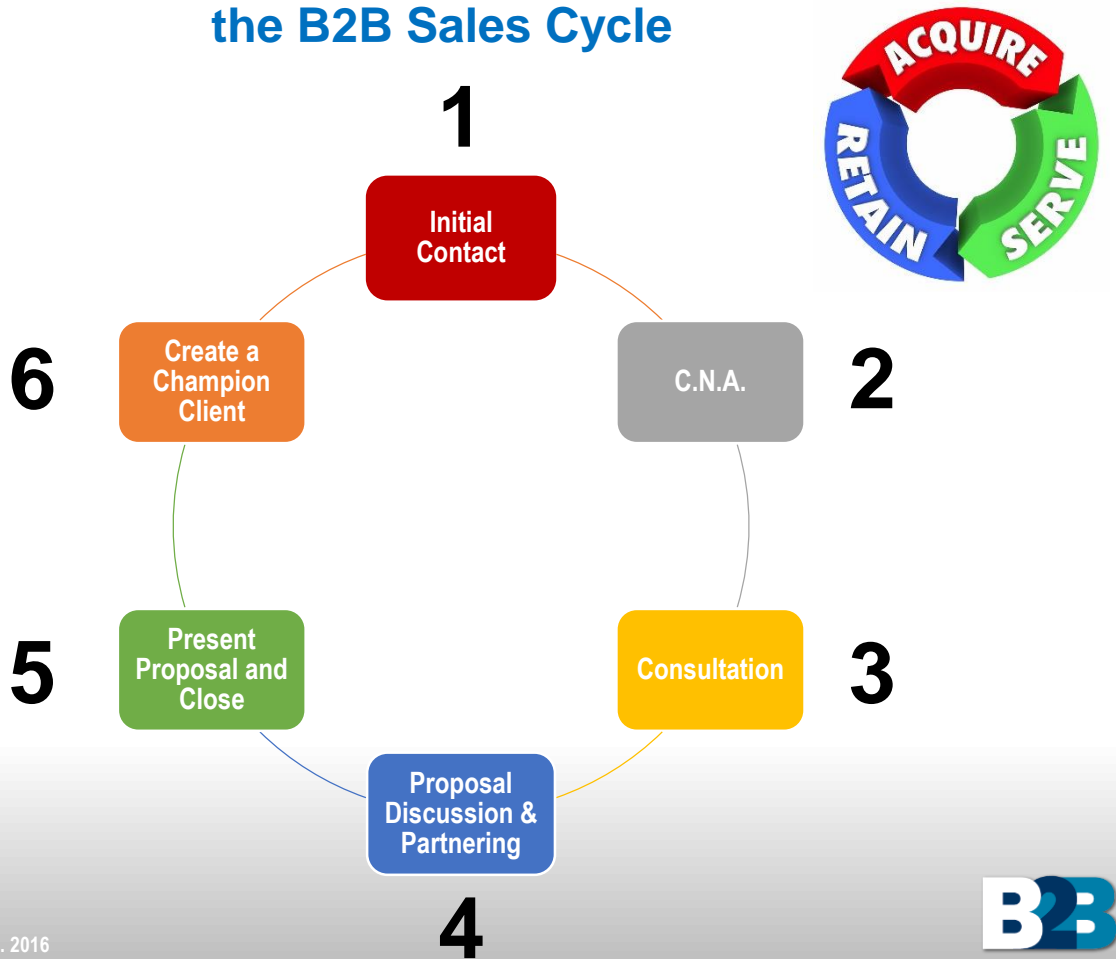 the B2B Sales Cycle
ACQUIRE
SERVE
RETAIN
1
Initial
Contact
2
C.N.A.
3
Consultation
4
Proposal
Discussion &
Partnering
5
Present
Proposal and
Close
6
Create a
Champion
Client
. 2016
B2B